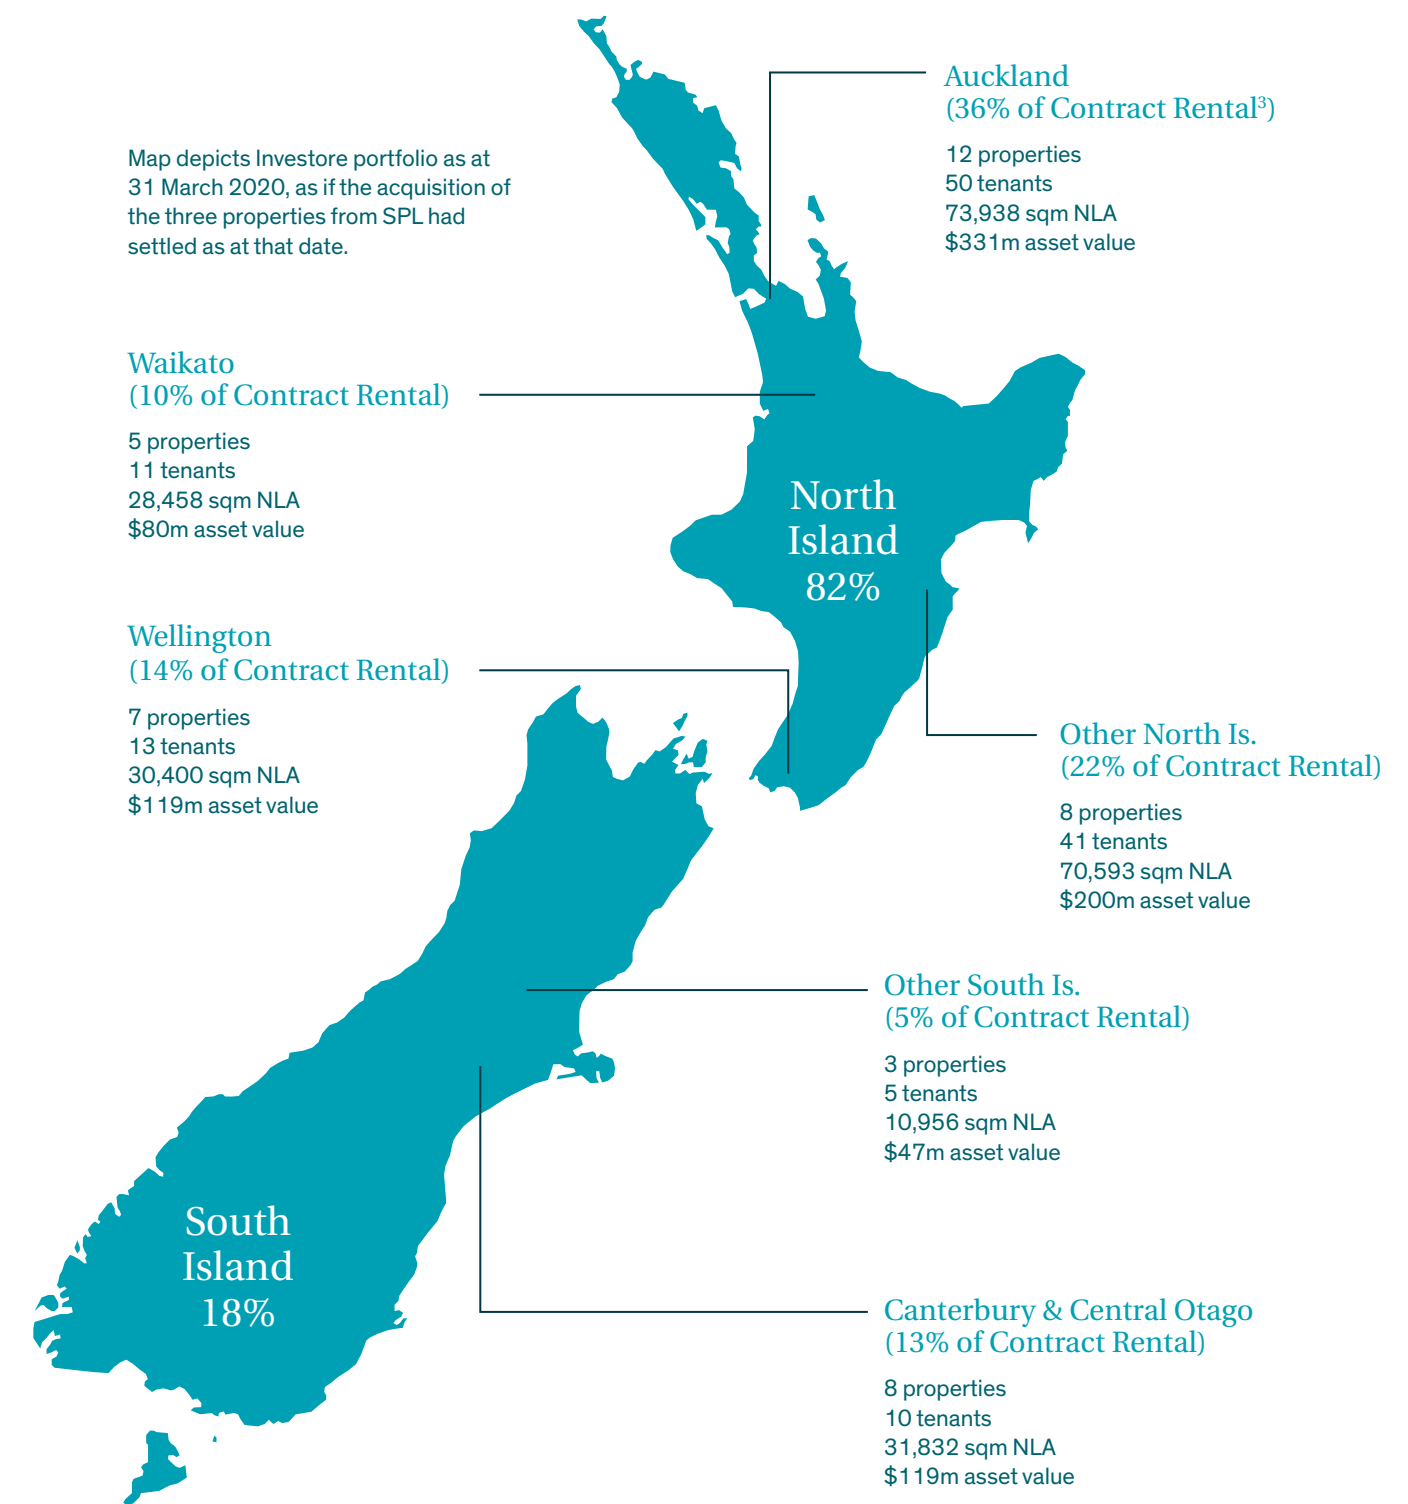 Auckland
(36% of Contract Rental³)
12 properties
50 tenants
73,938 sqm NLA
$331m asset value
Map depicts Investore portfolio as at
31 March 2020, as if the acquisition of
the three properties from SPL had
settled as at that date.
Waikato
(10% of Contract Rental)
5 properties
11 tenants
28,458 sqm NLA
$80m asset value
North
Island
82%
Wellington
(14% of Contract Rental)
7 properties
13 tenants
30,400 sqm NLA
$119m asset value
Other North Is.
(22% of Contract Rental)
8 properties
41 tenants
70,593 sqm NLA
$200m asset value
Other South Is.
(5% of Contract Rental)
3 properties
5 tenants
10,956 sqm NLA
$47m asset value
South
Island
18%
Canterbury & Central Otago
(13% of Contract Rental)
8 properties
10 tenants
31,832 sqm NLA
$119m asset value